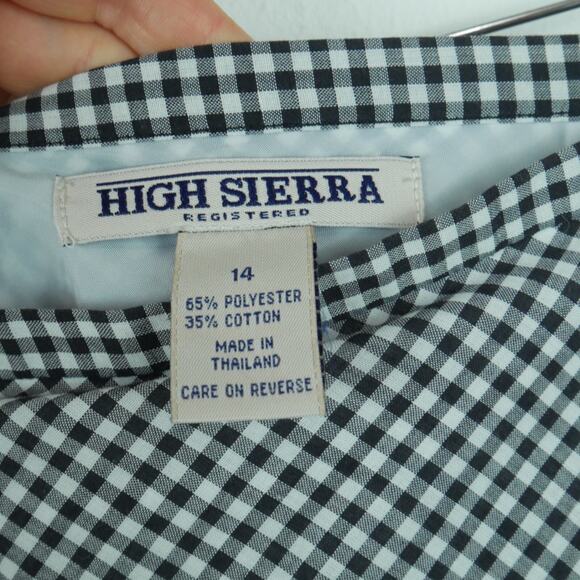 HIGH SIERRA
REGISTERED
14
65% POLYESTER
35% COTTON
MADE IN
THAILAND
CARE ON REVERSE